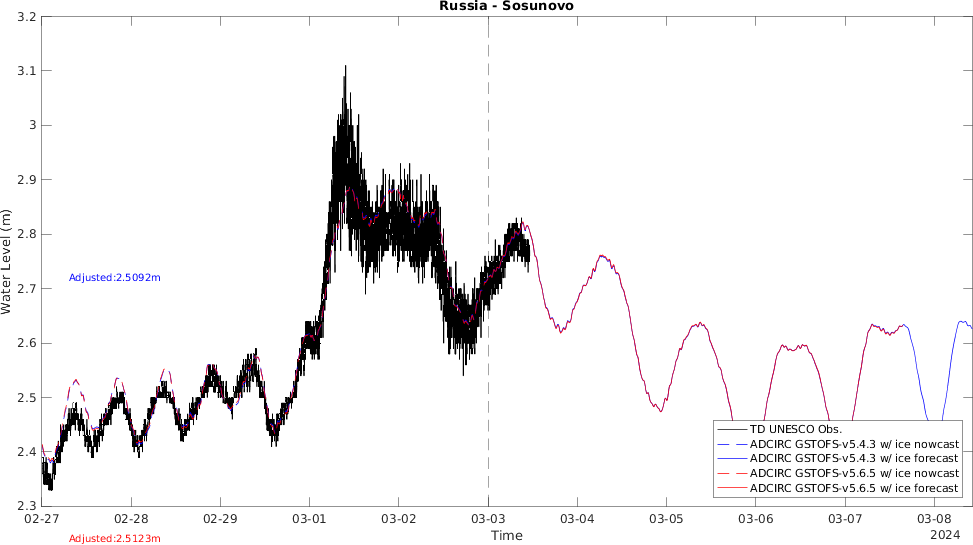 Russia - Sosunovo
3.2
3.1
3
2.9
2.8
2.7
2.6
2.5
2.4
2.3
Water Level (m)
Adjusted:2.5092m
TD UNESCO Obs.
ADCIRC GSTOFS-v5.4.3 w/ ice nowcast
ADCIRC GSTOFS-v5.4.3 w/ ice forecast
ADCIRC GSTOFS-v5.6.5 w/ ice nowcast
ADCIRC GSTOFS-v5.6.5 w/ ice forecast
02-27 02-28 02-29 03-01 03-02 03-03 03-04 03-05 03-06 03-07 03-08
2024
Time
Adjusted:2.5123m